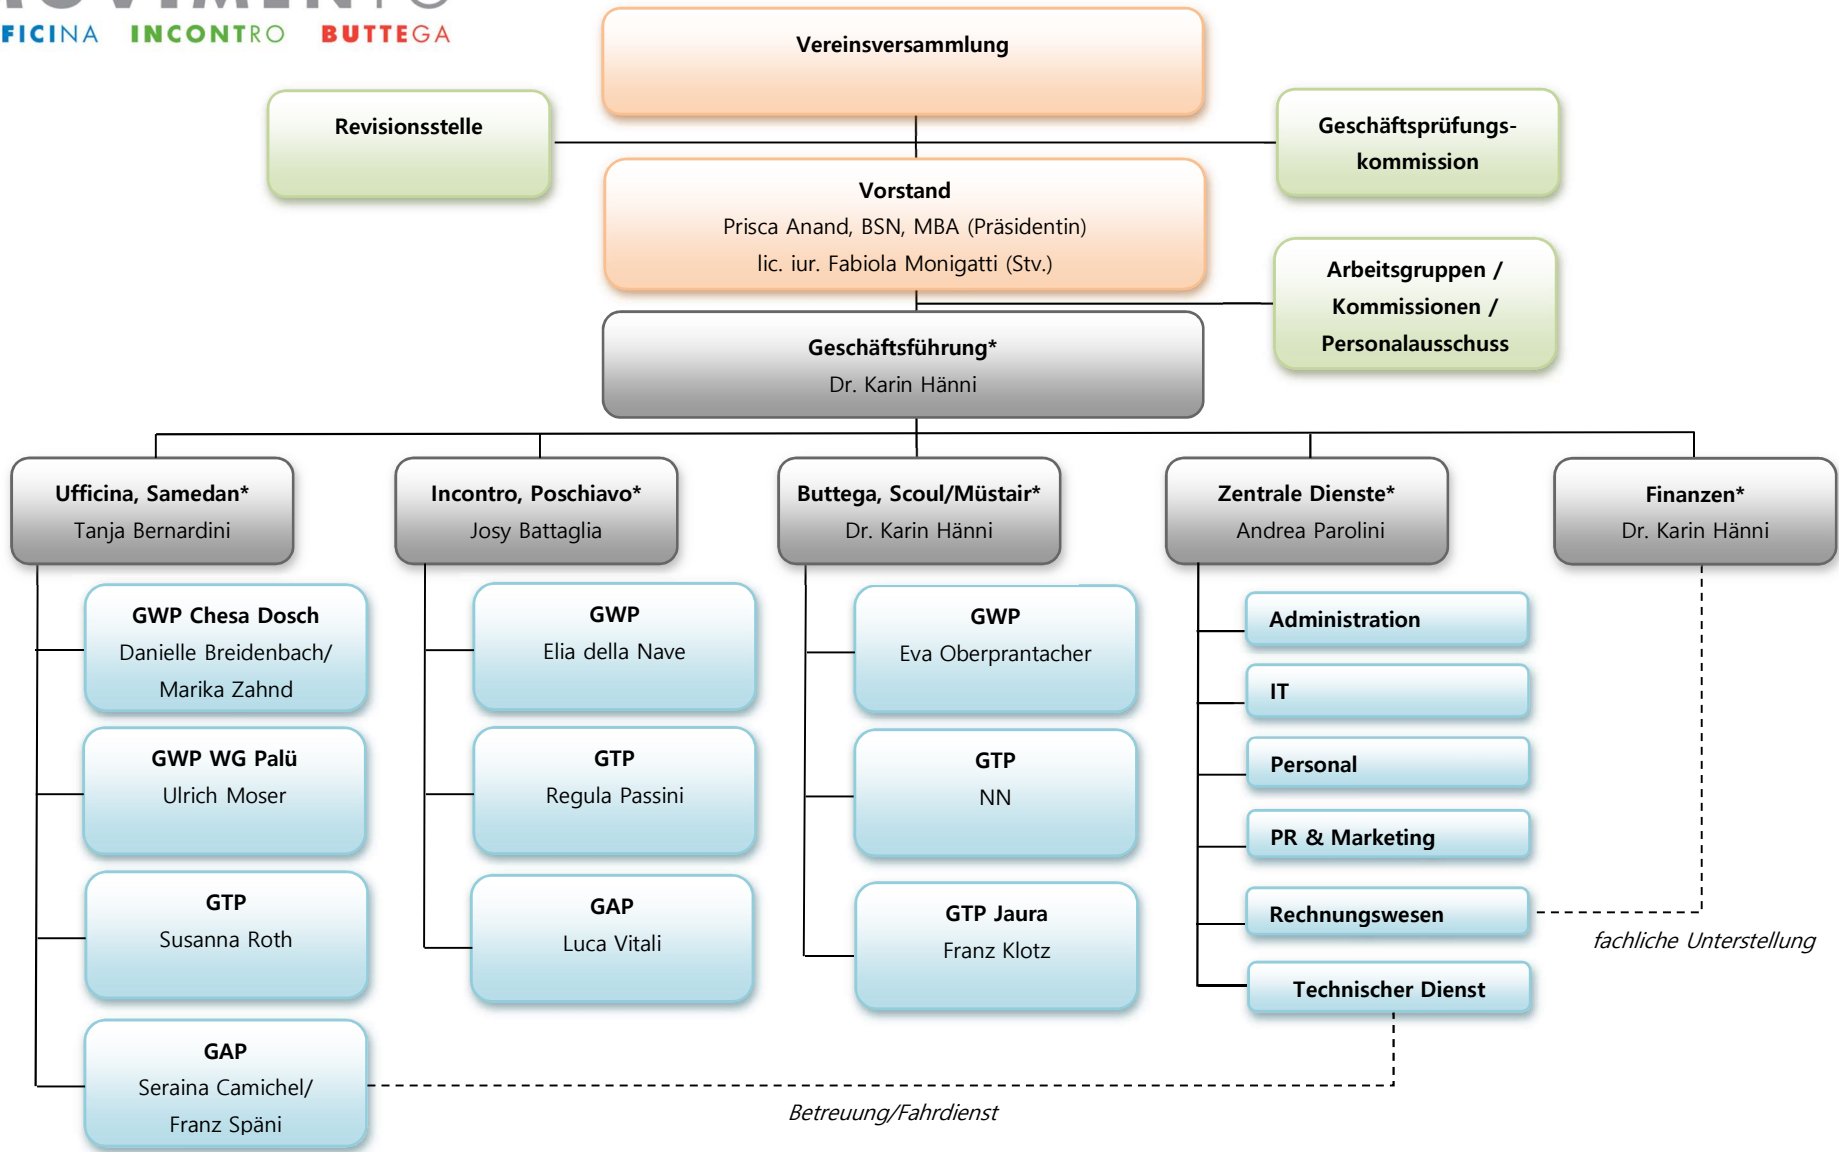 UFFICINA INCONTRO BUTTEGA
Vereinsversammlung
Revisionsstelle
Geschäftsprüfungs-
kommission
Vorstand
Prisca Anand, BSN, MBA (Präsidentin)
lic. iur. Fabiola Monigatti (Stv.)
Arbeitsgruppen /
Kommissionen /
Personalausschuss
Geschäftsführung*
Dr. Karin Hänni
Ufficina, Samedan*
Tanja Bernardini
Incontro, Poschiavo*
Josy Battaglia
Buttega, Scoul/Müstair*
Dr. Karin Hänni
Zentrale Dienste*
Andrea Parolini
Finanzen*
Dr. Karin Hänni
GWP Chesa Dosch
Danielle Breidenbach/
Marika Zahnd
GWP WG Palü
Ulrich Moser
GTP
Susanna Roth
GAP
Seraina Camichel/
Franz Späni
GWP
Elia della Nave
GTP
Regula Passini
GAP
Luca Vitali
GWP
Eva Oberprantacher
GTP
NN
GTP Jaura
Franz Klotz
Administration
IT
Personal
PR & Marketing
Rechnungswesen
Technischer Dienst
fachliche Unterstellung
Betreuung/Fahrdienst